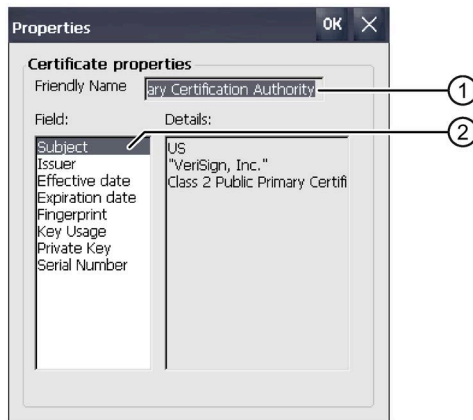 Properties OK
Certificate properties
Friendly Name ary Certification Authority
1
Field: Details:
2
Subject
Issuer
Effective date
Expiration date
Fingerprint
Key Usage
Private Key
Serial Number
US
"VeriSign, Inc."
Class 2 Public Primary Certifi